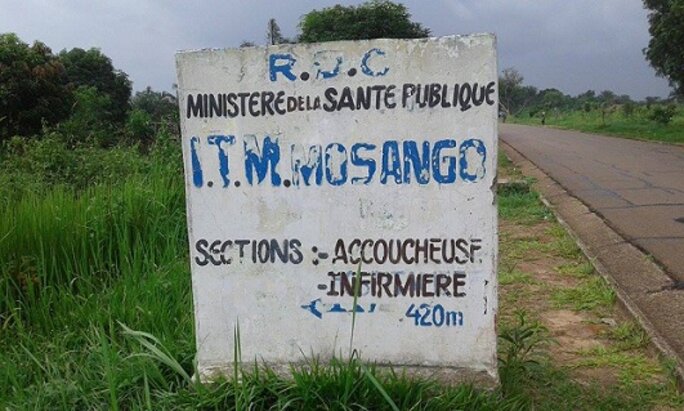 R.D.C
MINISTERE DE LA SANTE PUBLIQUE
I.T.M. MOSANGO
SECTIONS :- ACCOUCHEUSE
- INFIRMIERE
420m